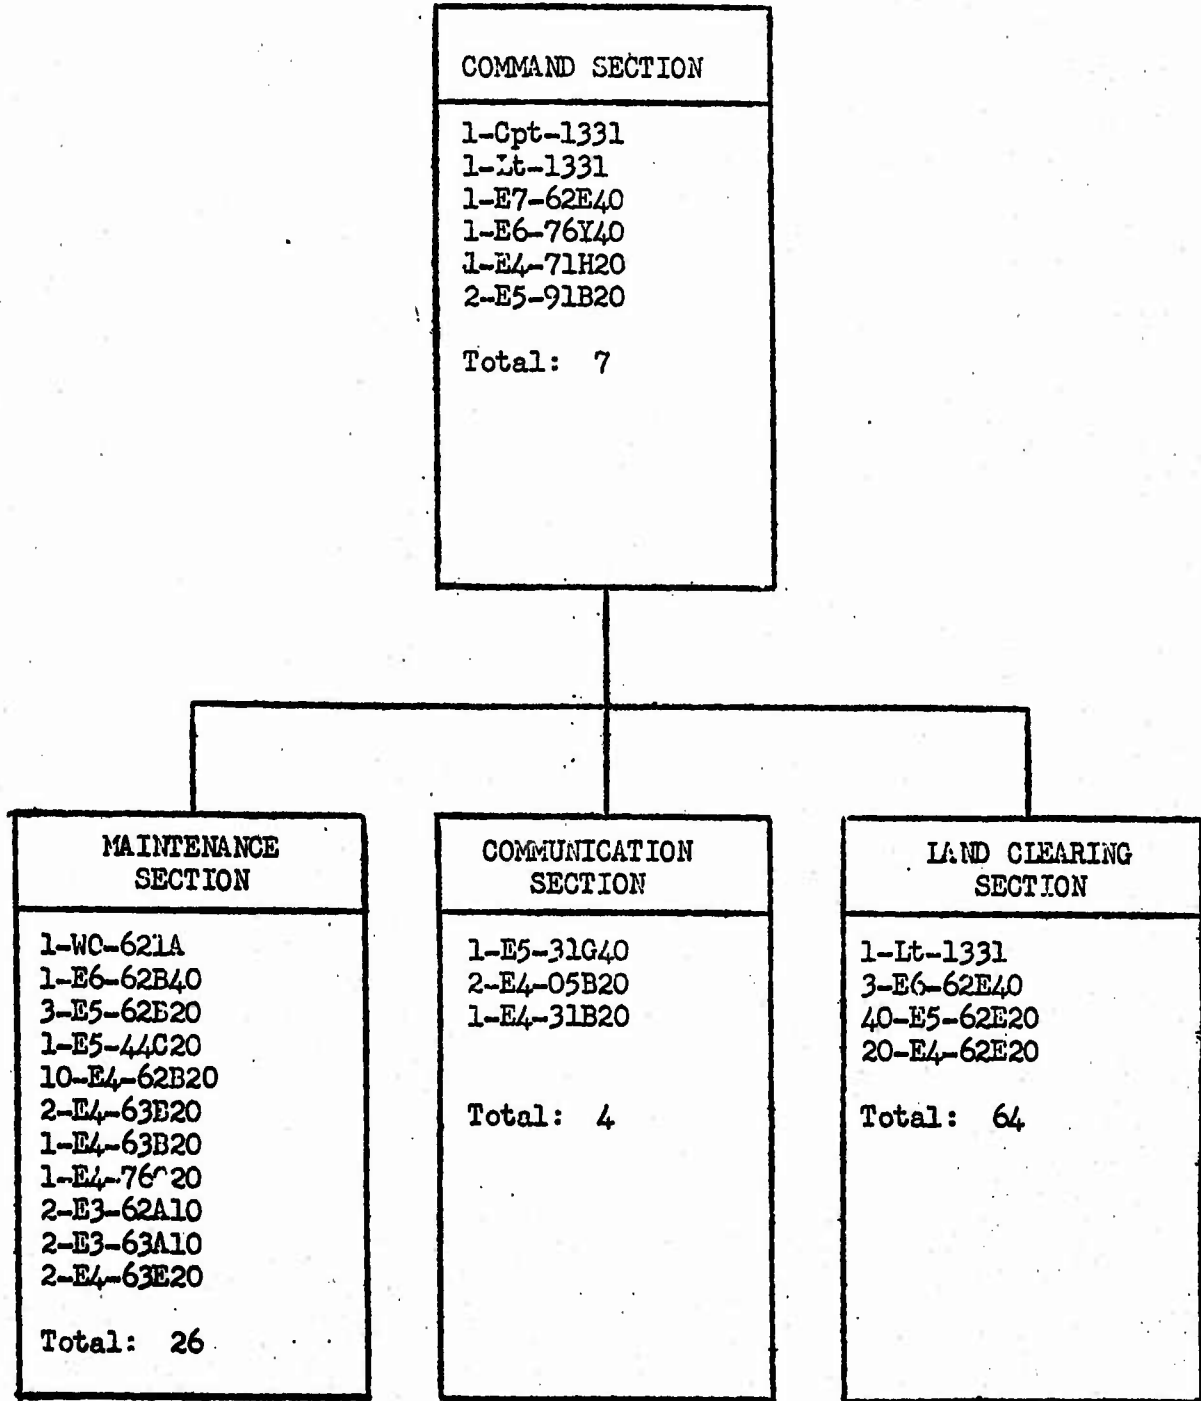 COMMAND SECTION
1-Cpt-1331
1-Lt-1331
1-E7-62E40
1-E6-76Y40
1-E4-71H20
2-E5-91B20
Total: 7
MAINTENANCE
SECTION
1-WO-621A
1-E6-62B40
3-E5-62B20
1-E5-44C20
10-E4-62B20
2-E4-63B20
1-E4-63B20
2-E3-62A10
2-E3-63A10
2-E4-63E20
Total: 26
COMMUNICATION
SECTION
1-E5-31G40
2-E4-05B20
1-E4-31B20
Total: 4
LAND CLEARING
SECTION
1-Lt-1331
3-E6-62E40
40-E5-62E20
20-E4-62E20
Total: 64